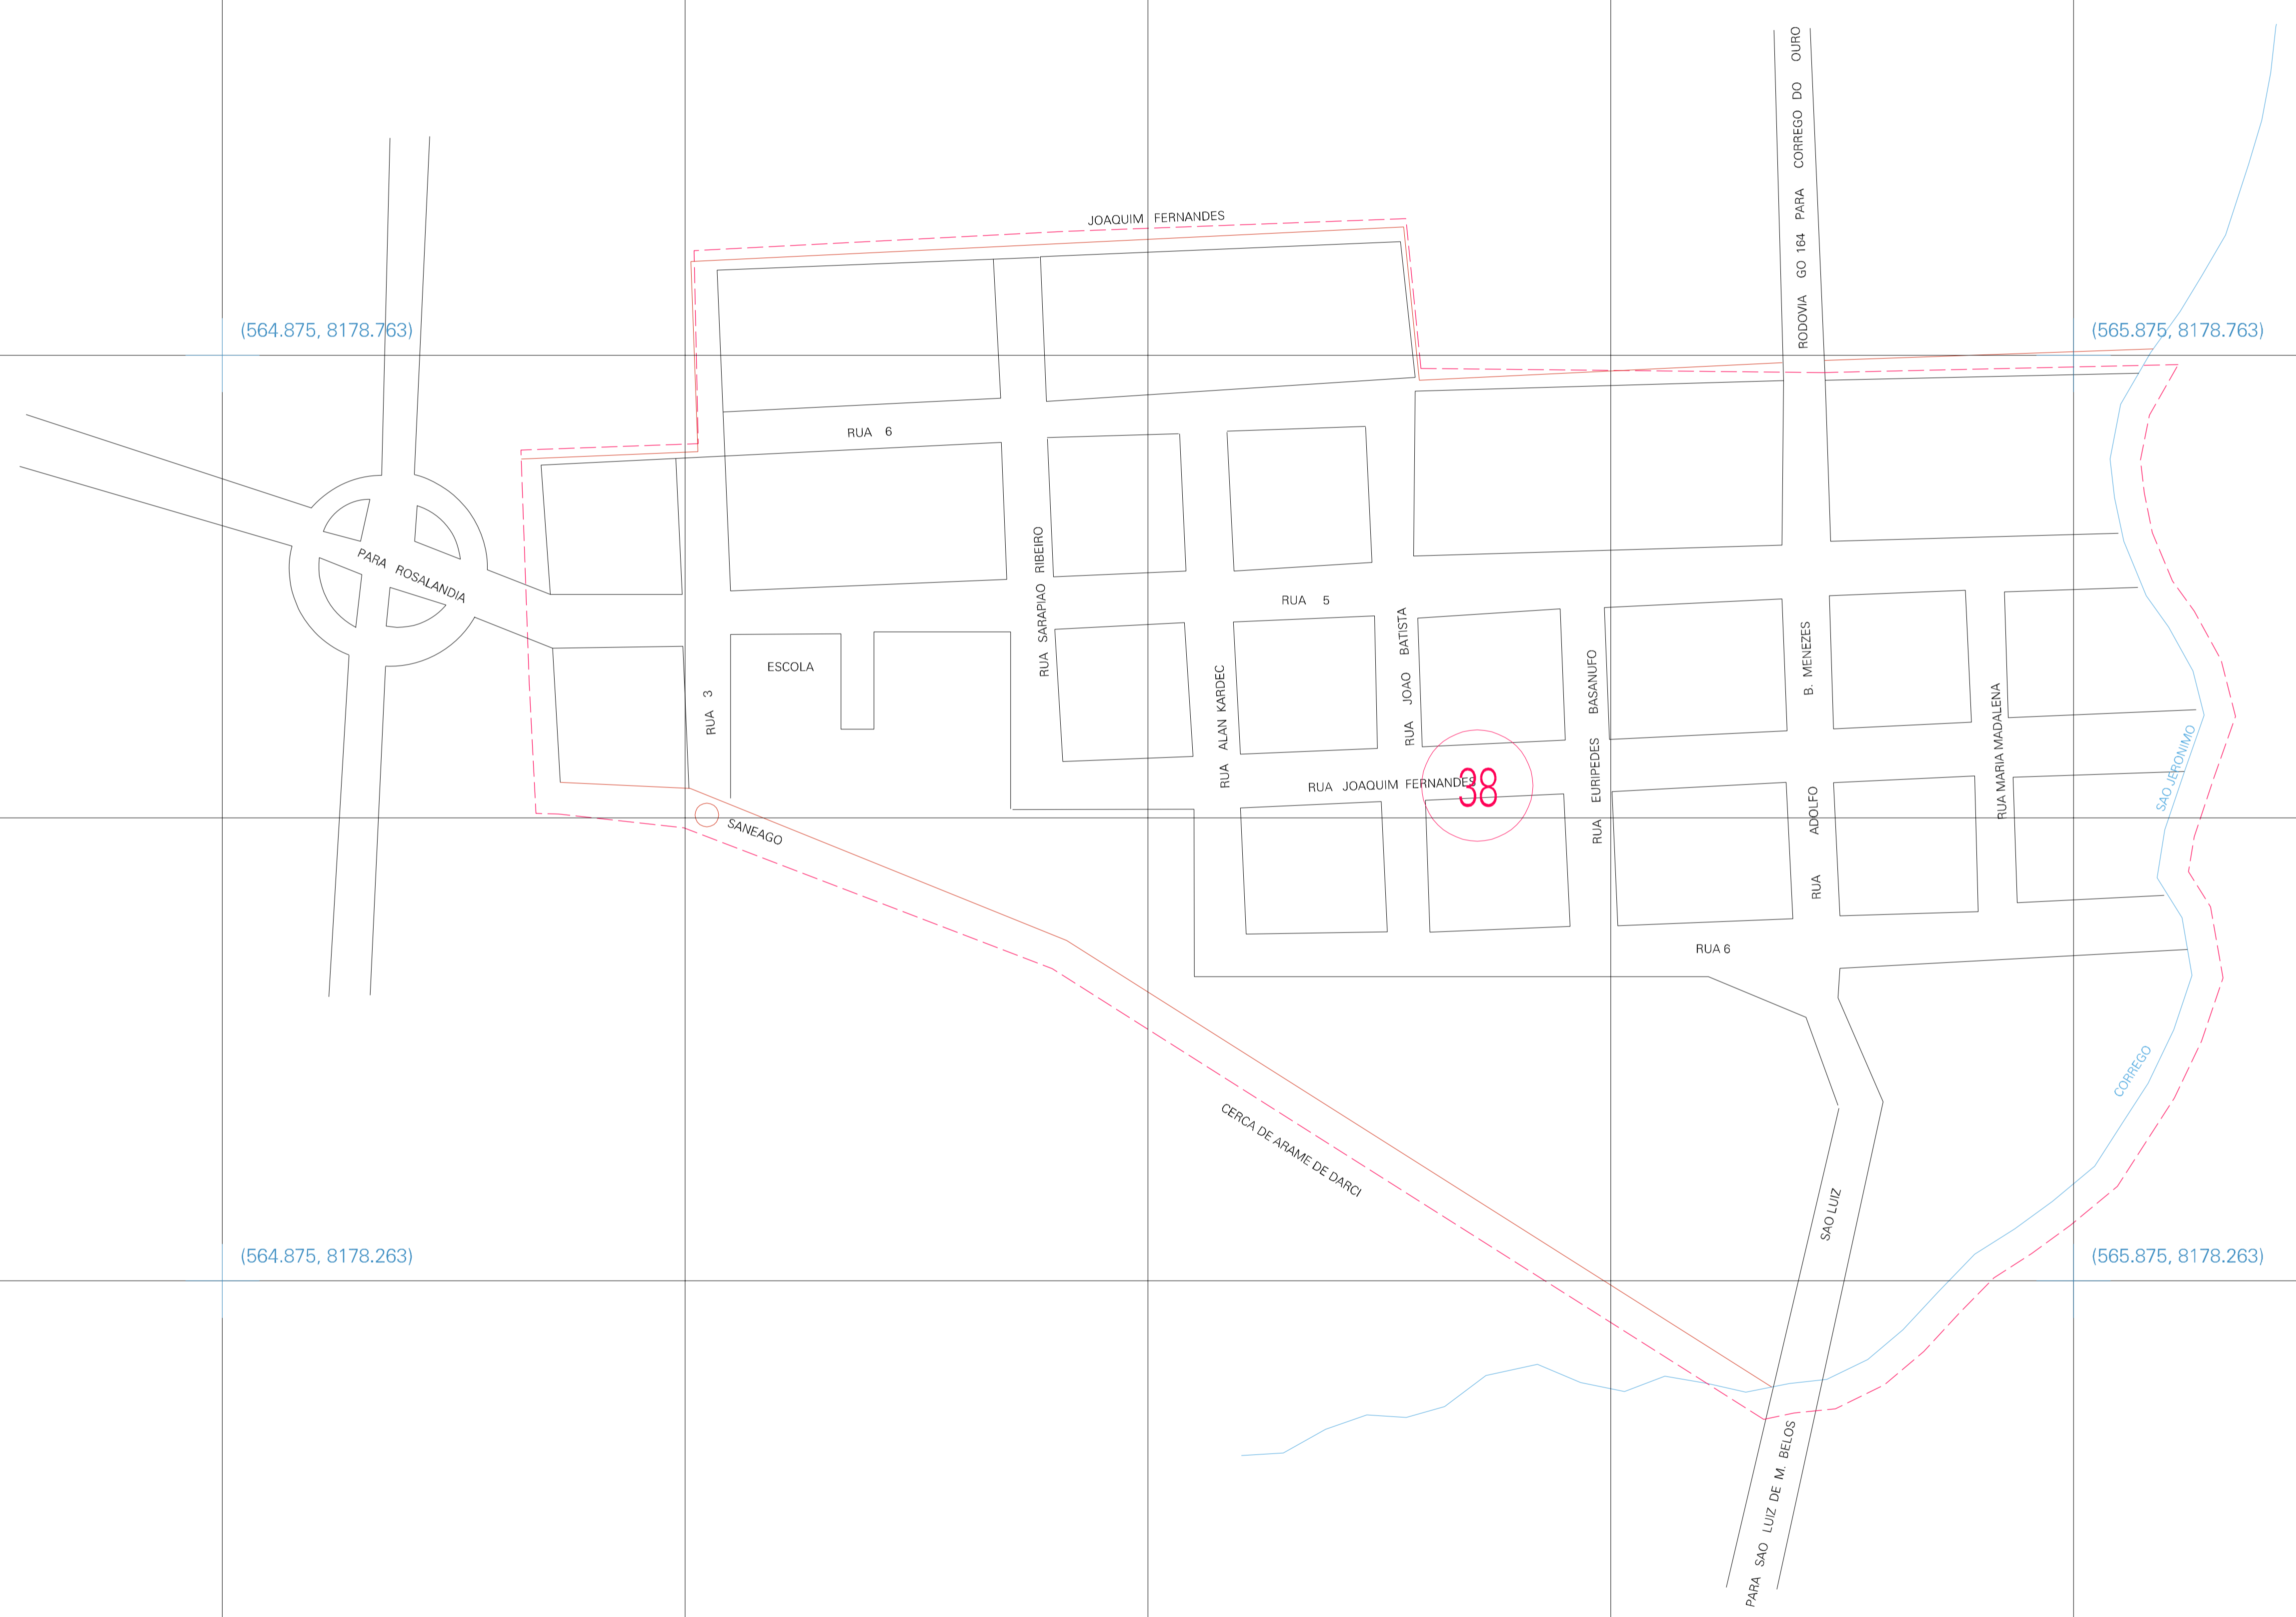 RODOVIA GO 164 PARA CORREGO DO OURO
JOAQUIM FERNANDES
(564.875, 8178.763)
(565.875, 8178.763)
RUA 6
PARA ROSALANDIA
RUA SARAPIAO RIBEIRO
RUA 5
RUA JOAO BATISTA
ESCOLA
RUA 3
RUA ALAN KARDEC
RUA EURIPEDES BASANUFO
RUA ADOLFO B. MENEZES
RUA MARIA MADALENA
CORREGO SAO JERONIMO
RUA JOAQUIM FERNANDES
38
SANEAGO
RUA 6
CERCA DE ARAME DE DARCI
SAO LUIZ
(564.875, 8178.263)
(565.875, 8178.263)
PARA SAO LUIZ DE M. BELOS